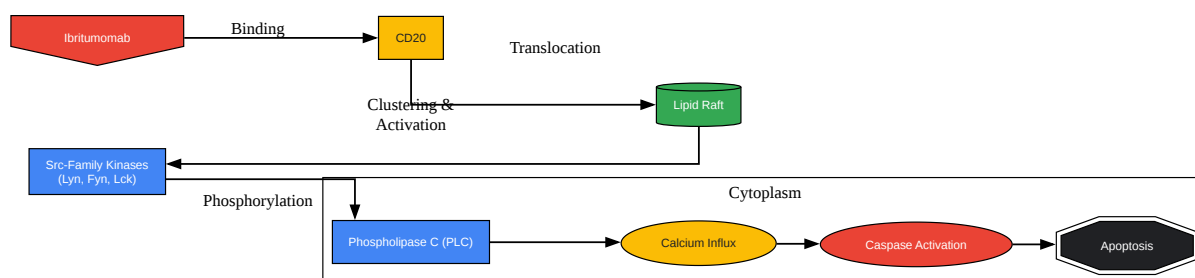 Ibritumomab
Binding
CD20
Translocation
Clustering &
Activation
Lipid Raft
Src-Family Kinases
(Lyn, Fyn, Lck)
Phosphorylation
Cytoplasm
Phospholipase C (PLC)
Calcium Influx
Caspase Activation
Apoptosis